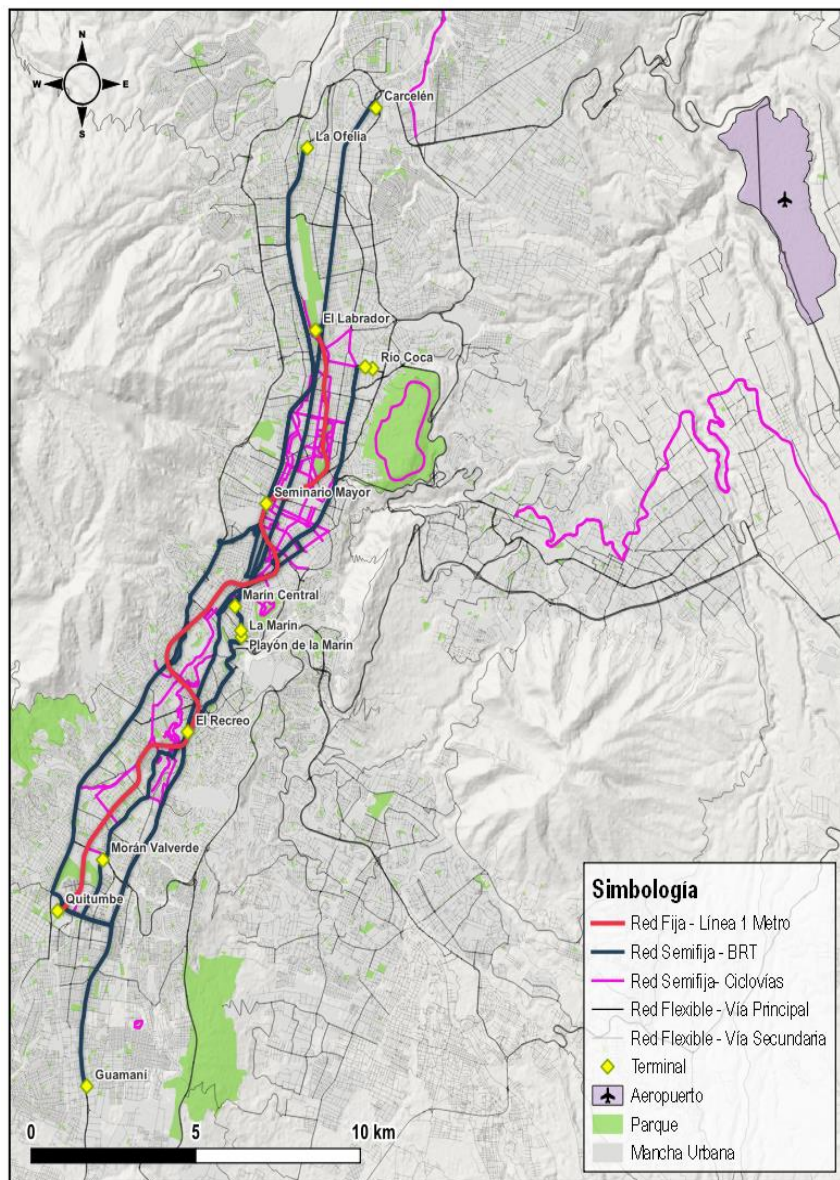 N
W E
S
Carcelén
La Ofelia
El Labrador
Río Coca
Seminario Mayor
Marín Central
La Marín
Playón de la Marín
El Recreo
Morán Valverde
Quitumbe
Guamaní
0 5 10 km
Simbología
Red Fija - Línea 1 Metro
Red Semifija - BRT
Red Semifija- Ciclovías
Red Flexible - Vía Principal
Red Flexible - Vía Secundaria
Terminal
Aeropuerto
Parque
Mancha Urbana